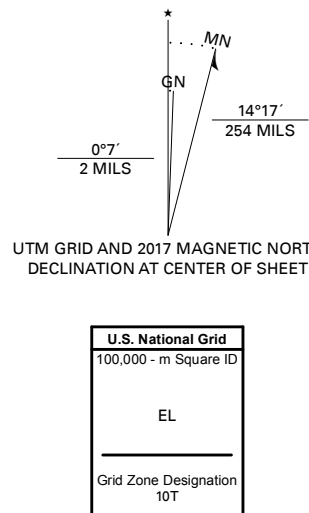 ★
MN
GN
14°17´
254 MILS
0°7´
2 MILS
UTM GRID AND 2017 MAGNETIC NORT
DECLINATION AT CENTER OF SHEET
U.S. National Grid
100,000 - m Square ID
EL
Grid Zone Designation
10T